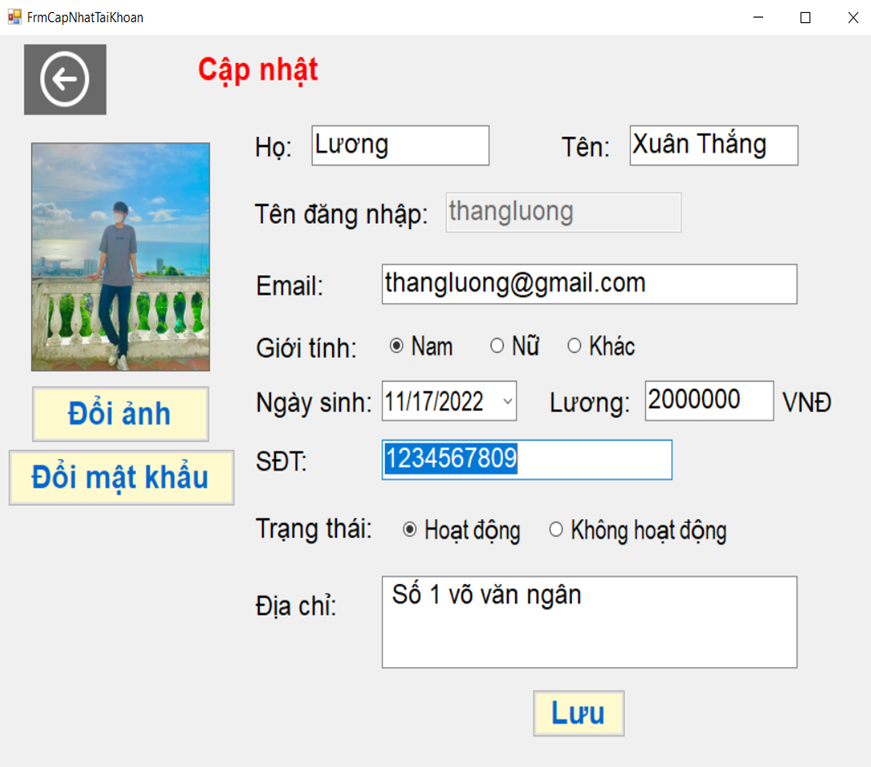 FrmCapNhatTaiKhoan
Cập nhật
Họ: Lương Tên: Xuân Thắng
Tên đăng nhập: thangluong
Email: thangluong@gmail.com
Giới tính: Nam Nữ Khác
Đổi ảnh
Ngày sinh: 11/17/2022 Lương: 2000000 VNĐ
Đổi mật khẩu
SĐT: 1234567809
Trạng thái: Hoạt động Không hoạt động
Địa chỉ: Số 1 võ văn ngân
Lưu